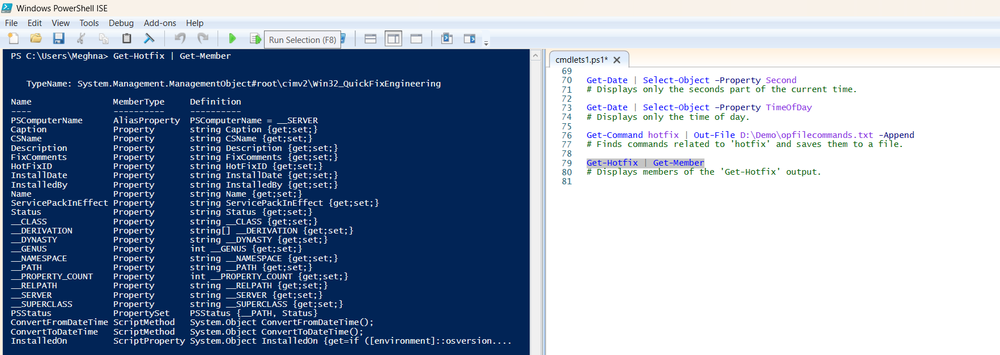 Windows PowerShell ISE
File Edit View Tools Debug Add-ons Help
Run Selection (F8)
PS C:\Users\Meghna> Get-Hotfix | Get-Member
TypeName: System.Management.ManagementObject#root\cimv2\Win32_QuickFixEngineering
Name MemberType Definition
---- ---------- ----------
PSComputerName AliasProperty PSComputerName = __SERVER
Caption Property string Caption {get;set;}
CSName Property string CSName {get;set;}
Description Property string Description {get;set;}
FixComments Property string FixComments {get;set;}
HotFixID Property string HotFixID {get;set;}
InstallDate Property string InstallDate {get;set;}
InstalledBy Property string InstalledBy {get;set;}
Name Property string Name {get;set;}
ServicePackInEffect Property string ServicePackInEffect {get;set;}
Status Property string Status {get;set;}
__CLASS Property string __CLASS {get;set;}
__DERIVATION Property string[] __DERIVATION {get;set;}
__DYNASTY Property string __DYNASTY {get;set;}
__GENUS Property int __GENUS {get;set;}
__NAMESPACE Property string __NAMESPACE {get;set;}
__PATH Property string __PATH {get;set;}
__PROPERTY_COUNT Property int __PROPERTY_COUNT {get;set;}
__RELPATH Property string __RELPATH {get;set;}
__SERVER Property string __SERVER {get;set;}
__SUPERCLASS Property string __SUPERCLASS {get;set;}
PSStatus PropertySet PSStatus {__PATH, Status}
ConvertFromDateTime ScriptMethod System.Object ConvertFromDateTime();
ConvertToDateTime ScriptMethod System.Object ConvertToDateTime();
InstalledOn ScriptProperty System.Object InstalledOn {get=if ([environment]::osversion....
cmdlets1.ps1*
69
70 Get-Date | Select-Object –Property Second
71 # Displays only the seconds part of the current time.
72
73 Get-Date | Select-Object –Property TimeOfDay
74 # Displays only the time of day.
75
76 Get-Command hotfix | Out-File D:\Demo\opfilecommands.txt -Append
77 # Finds commands related to 'hotfix' and saves them to a file.
78
79 Get-Hotfix | Get-Member
80 # Displays members of the 'Get-Hotfix' output.
81